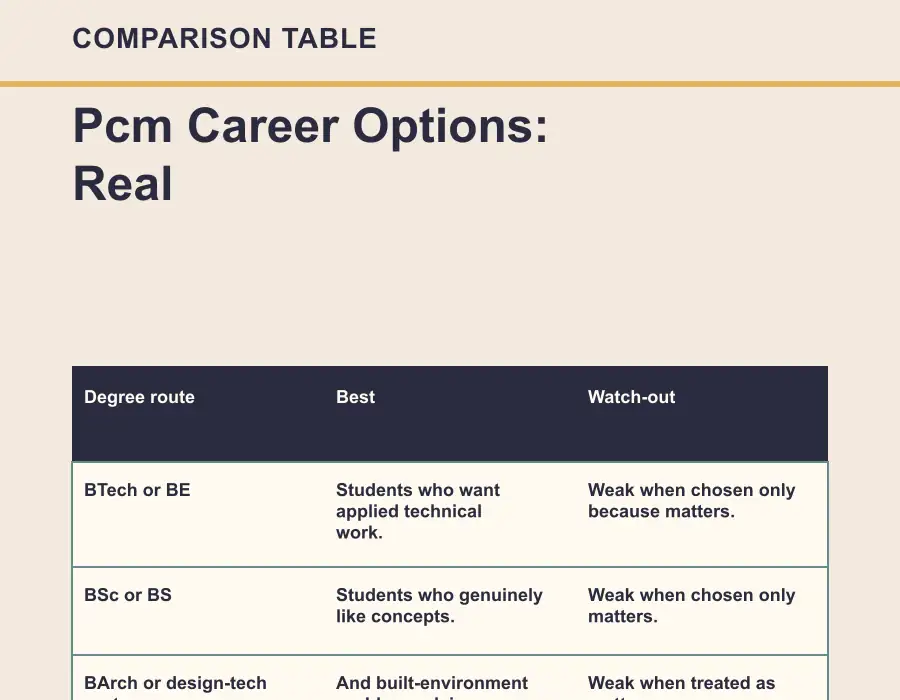 COMPARISON TABLE
Pcm Career Options:
Real
Degree route
Best
Watch-out
BTech or BE
Students who want
applied technical
work.
Weak when chosen only
because matters.
BSc or BS
Students who genuinely
like concepts.
Weak when chosen only
matters.
BArch or design-tech
And built-environment
Weak when treated as